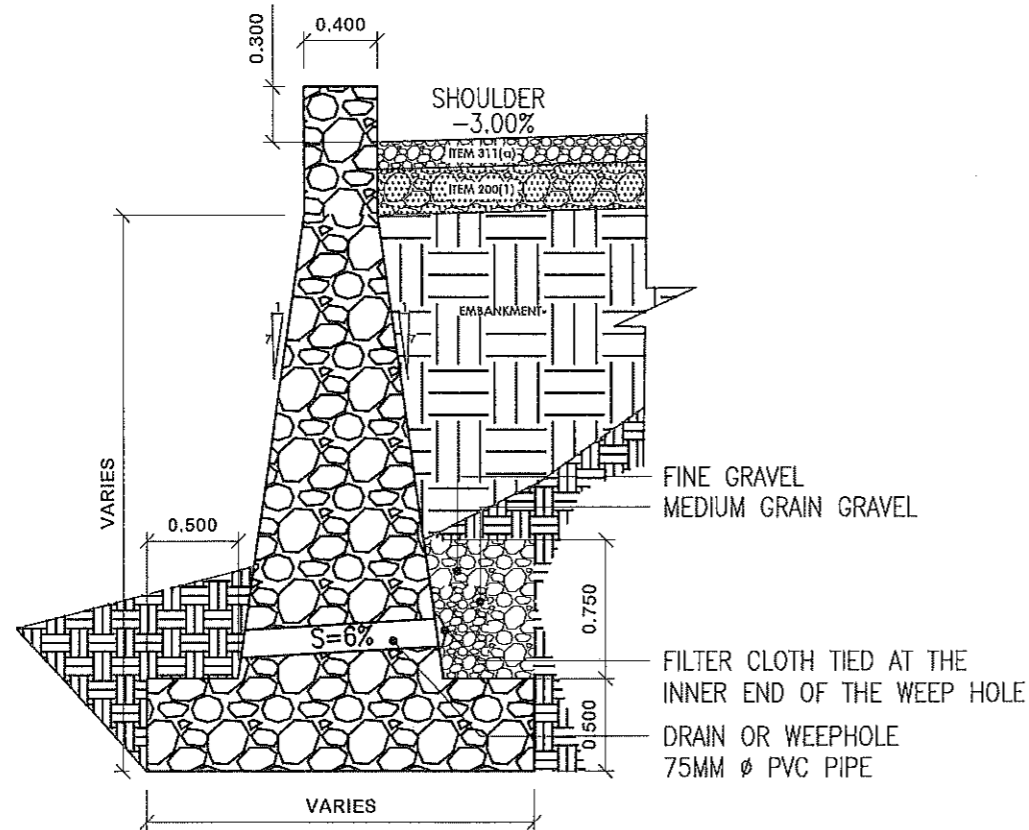 0.400
0.300
SHOULDER
-3.00%
ITEM 311(a)
ITEM 200(1)
1
7
1
7
EMBANKMENT
VARIES
FINE GRAVEL
MEDIUM GRAIN GRAVEL
0.500
0.750
S=6%
FILTER CLOTH TIED AT THE
INNER END OF THE WEEP HOLE
0.500
DRAIN OR WEEPHOLE
75MM ø PVC PIPE
VARIES